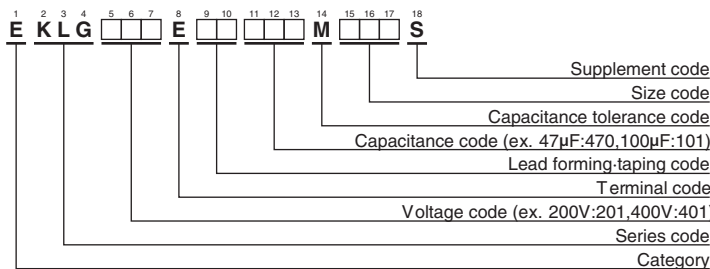 1 2 3 4 5 6 7 8 9 10 11 12 13 14 15 16 17 18
E K L G E M S
Supplement code
Size code
Capacitance tolerance code
Capacitance code (ex. 47µF:470,100µF:101)
Lead forming·taping code
Terminal code
Voltage code (ex. 200V:201,400V:401)
Series code
Category